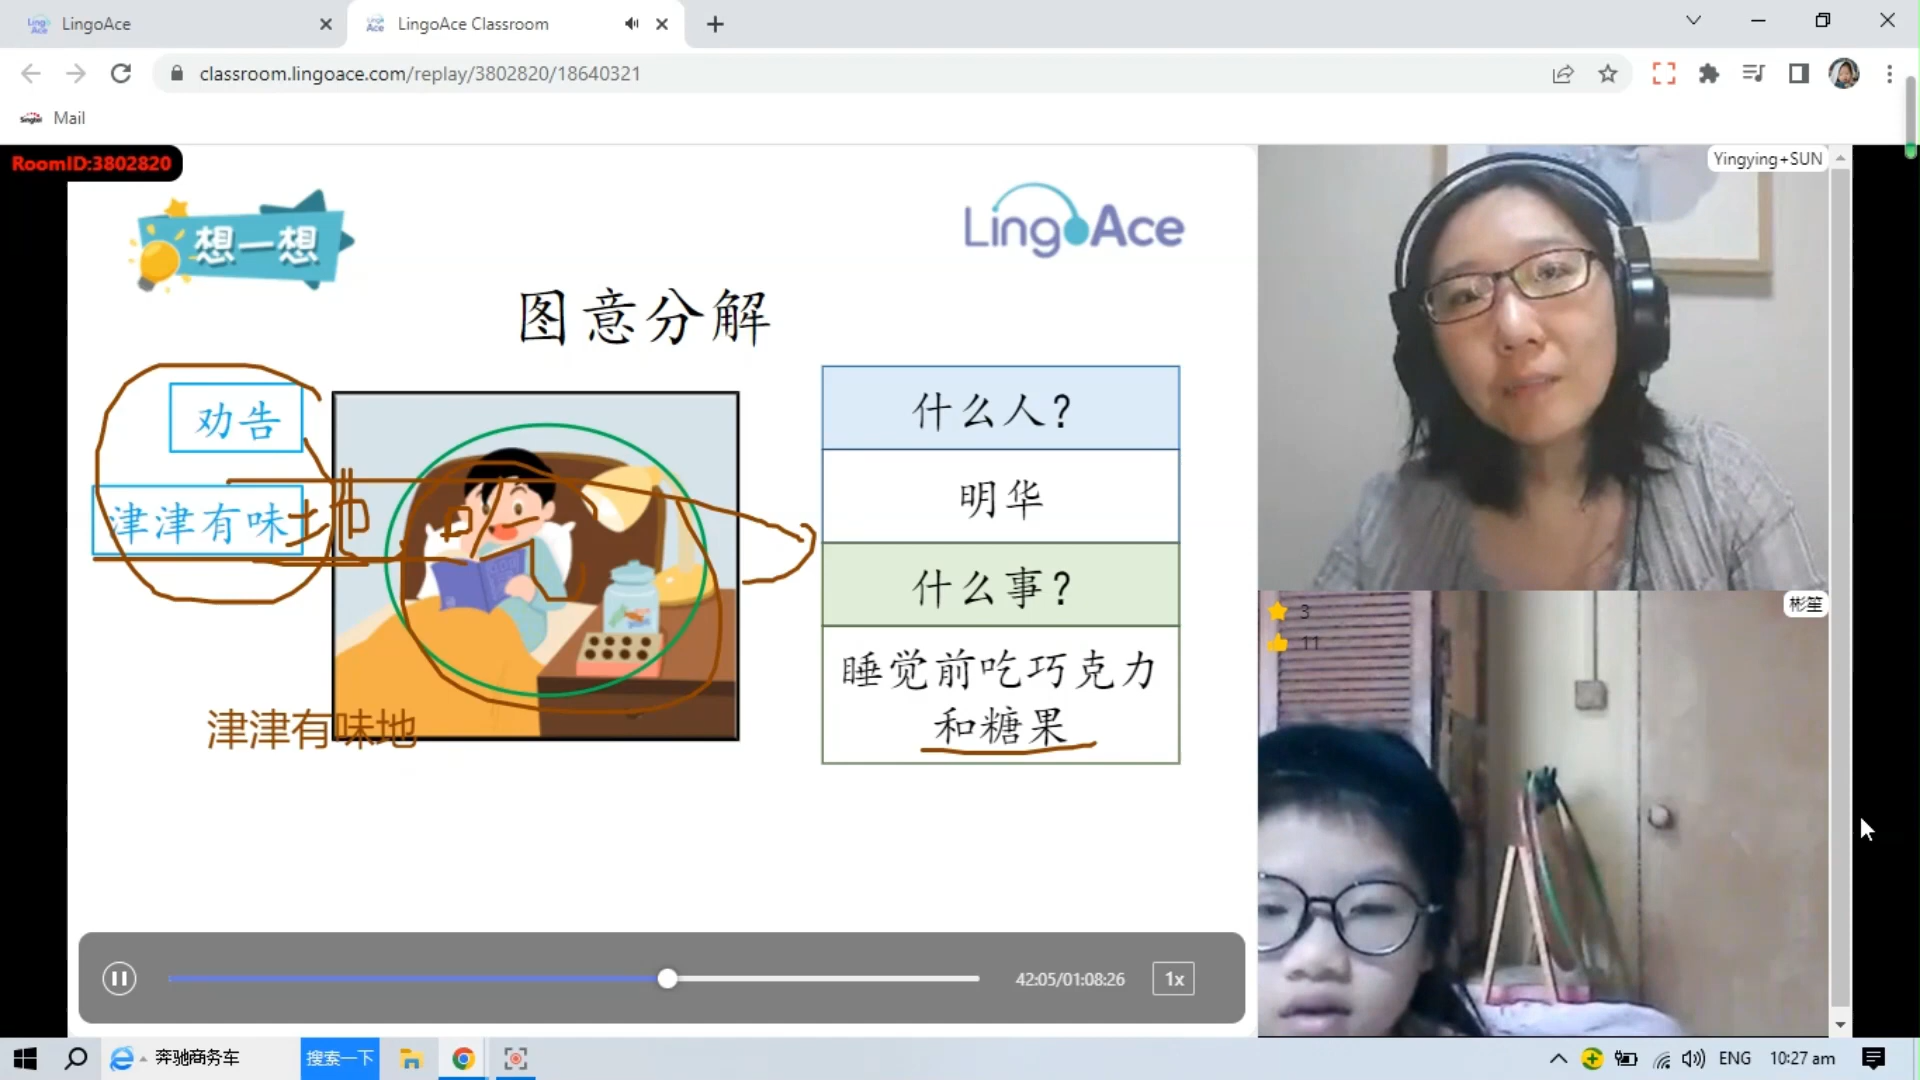 LingoAce
LingoAce Classroom
classroom.lingoace.com/replay/3802820/18640321
Singtel Mail
RoomID:3802820
想一想
LingoAce
图意分解
劝告
津津有味地
津津有味地
什么人?
明华
什么事?
睡觉前吃巧克力
和糖果
Yingying+SUN
彬笙
3
11
42:05/01:08:26
1x
奔驰商务车
搜索一下
ENG
10:27 am